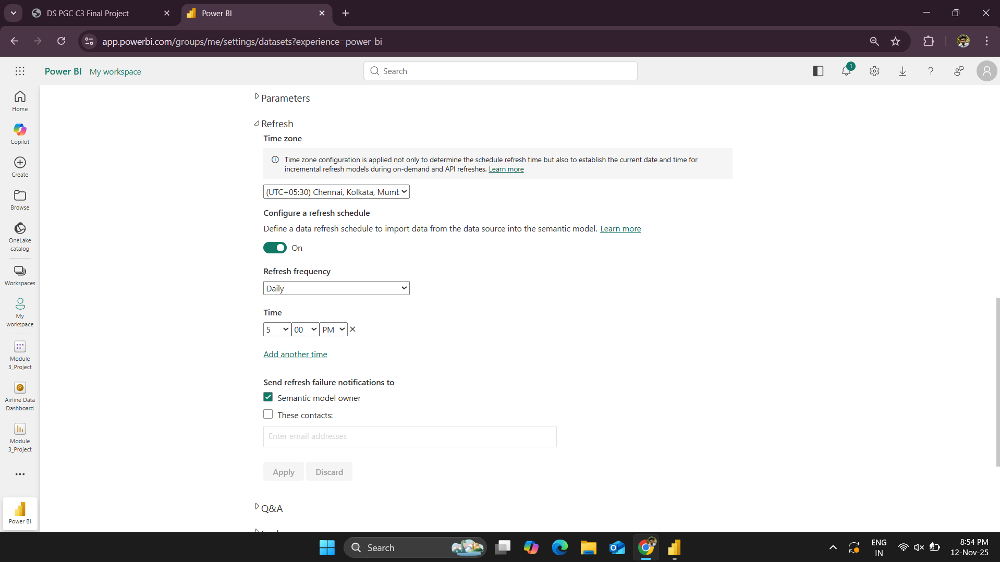 DS PGC C3 Final Project
Power BI
app.powerbi.com/groups/me/settings/datasets?experience=power-bi
Power BI My workspace
Search
1
Home
Copilot
Create
Browse
OneLake
catalog
Workspaces
My
workspace
Module
3_Project
Airline Data
Dashboard
Module
3_Project
Power BI
Parameters
Refresh
Time zone
Time zone configuration is applied not only to determine the schedule refresh time but also to establish the current date and time for
incremental refresh models during on-demand and API refreshes. Learn more
(UTC+05:30) Chennai, Kolkata, Mumb
Configure a refresh schedule
Define a data refresh schedule to import data from the data source into the semantic model. Learn more
On
Refresh frequency
Daily
Time
5 00 PM
Add another time
Send refresh failure notifications to
Semantic model owner
These contacts:
Enter email addresses
Apply Discard
Q&A
Search
ENG
IN
8:54 PM
12-Nov-25